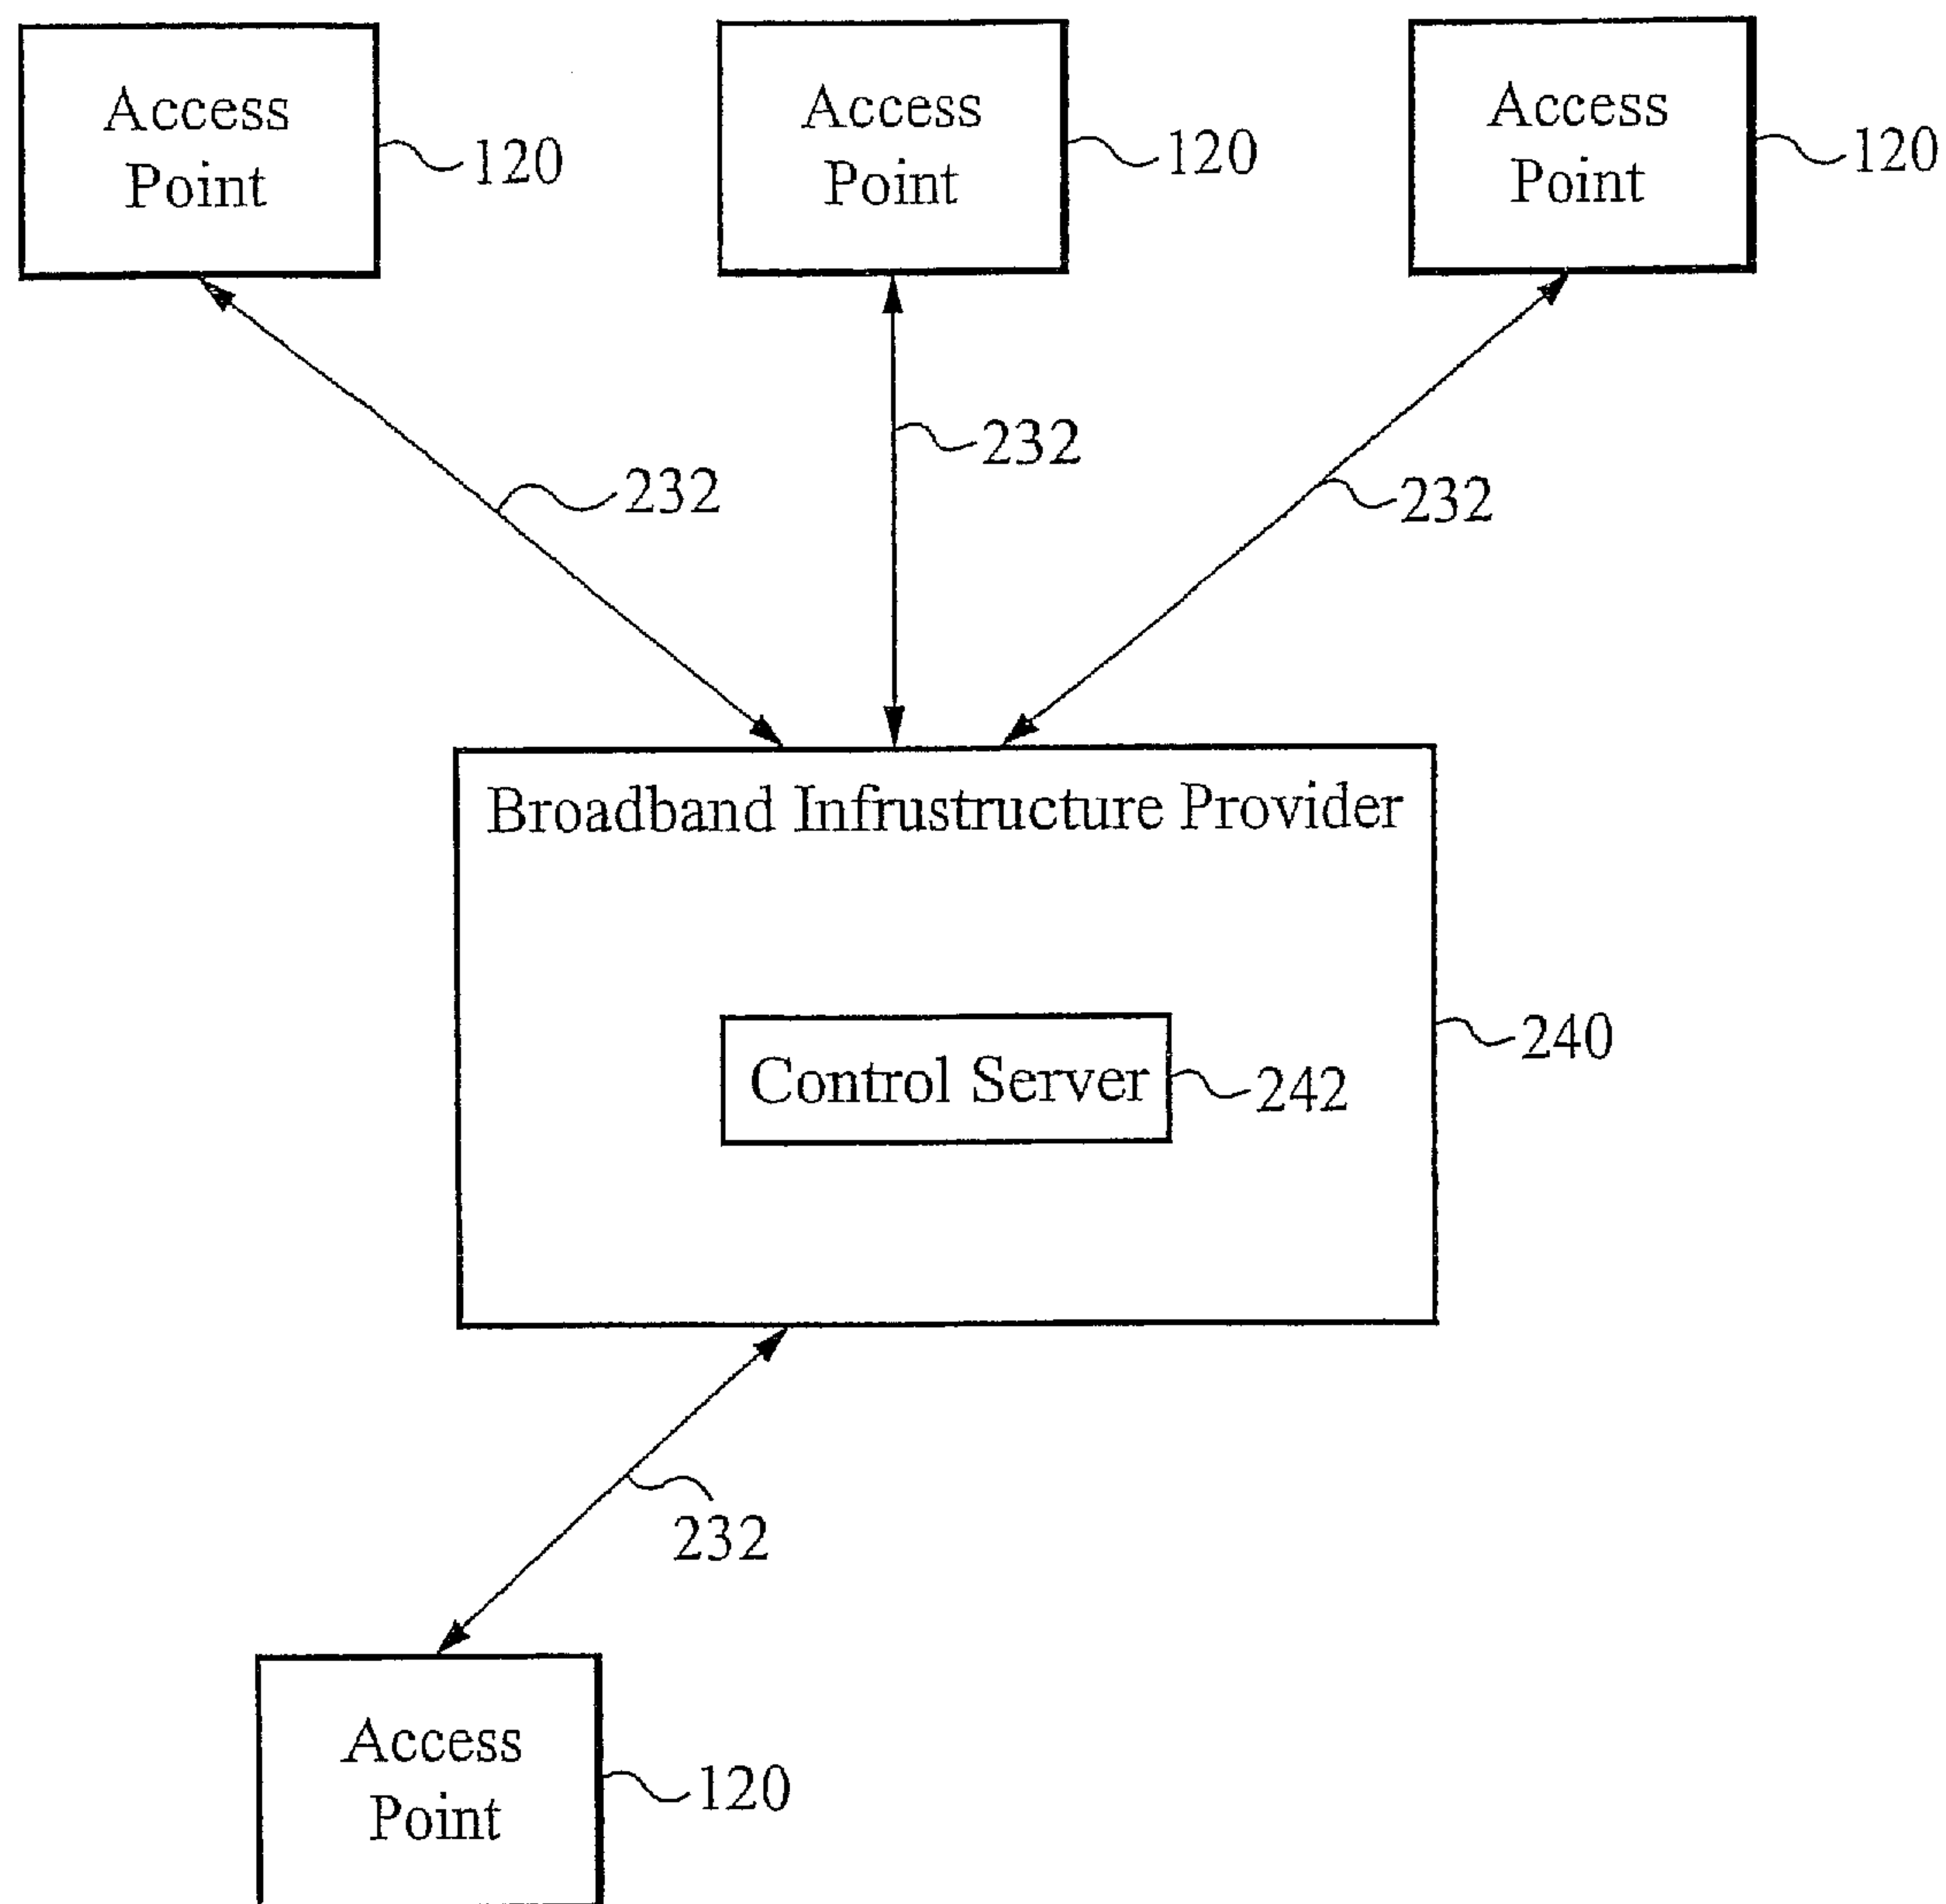 Access
Point
120
Access
Point
120
Access
Point
120
232
232
232
Broadband Infrustructure Provider
240
Control Server
242
232
Access
Point
120